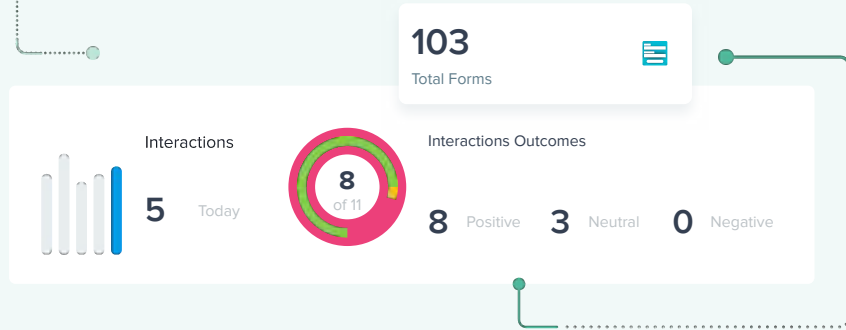 103
Total Forms
Interactions
5 Today
8
of 11
Interactions Outcomes
8 Positive 3 Neutral 0 Negative